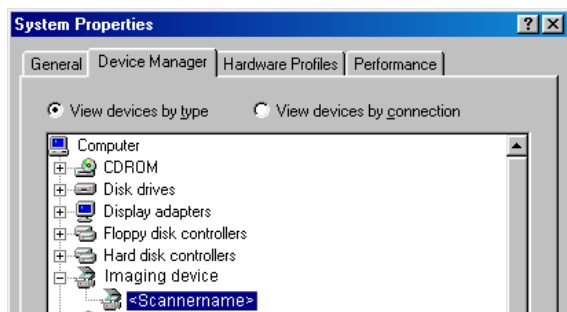 System Properties
General Device Manager Hardware Profiles Performance
View devices by type View devices by connection
Computer
CDROM
Disk drives
Display adapters
Floppy disk controllers
Hard disk controllers
Imaging device
<Scannername>